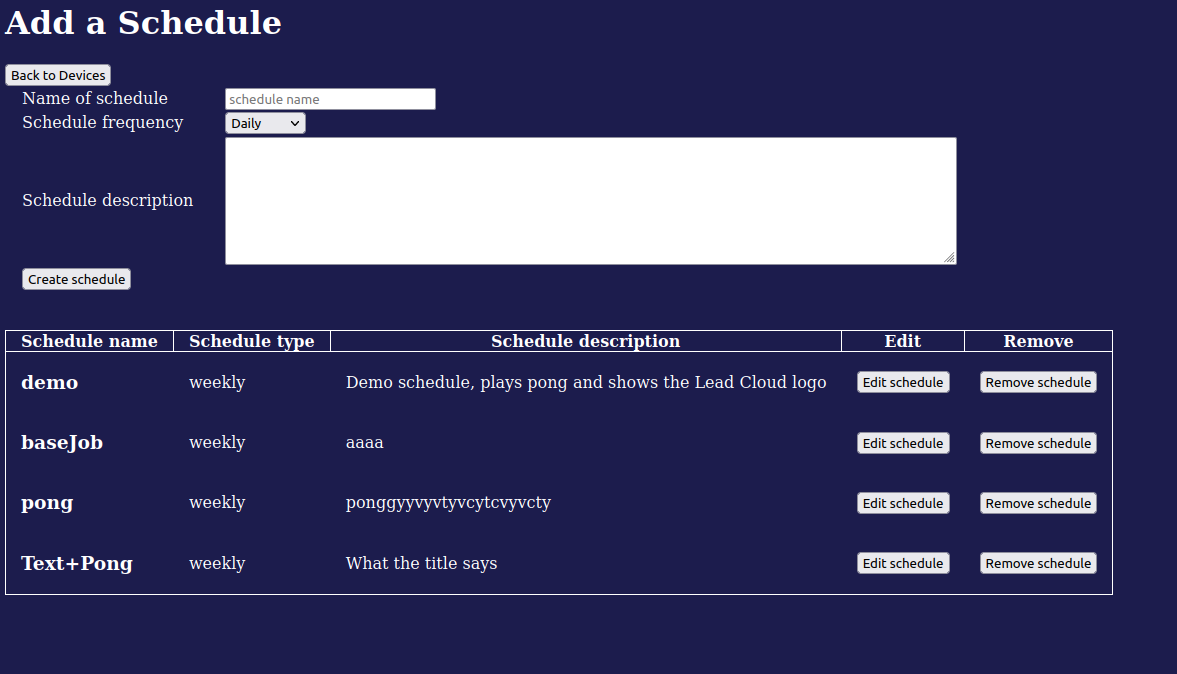 Add a Schedule
Back to Devices
Name of schedule schedule name
Schedule frequency Daily
Schedule description
Create schedule
Schedule name Schedule type Schedule description Edit Remove
demo weekly Demo schedule, plays pong and shows the Lead Cloud logo Edit schedule Remove schedule
baseJob weekly aaaa Edit schedule Remove schedule
pong weekly ponggyyvyvtyvcytcvyvcty Edit schedule Remove schedule
Text+Pong weekly What the title says Edit schedule Remove schedule